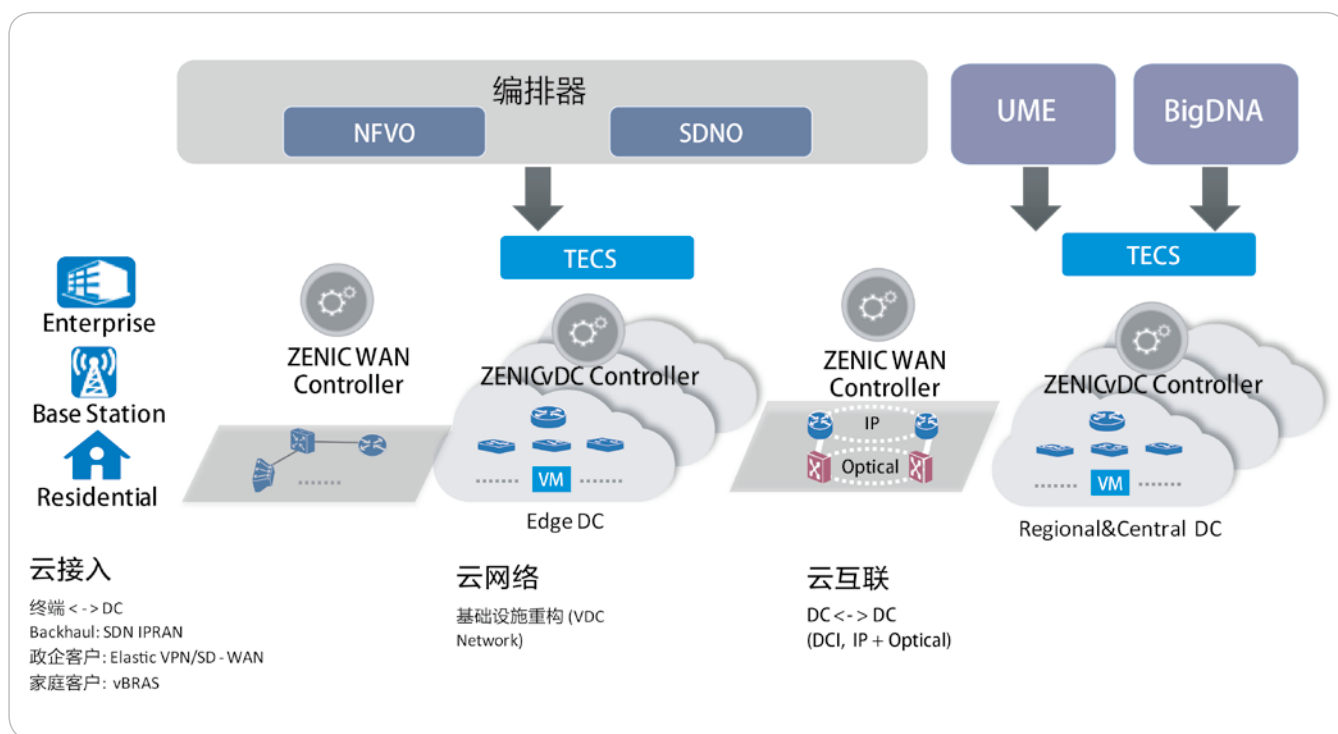 编排器
NFVO
SDNO
UME
BigDNA
TECS
TECS
Enterprise
Base Station
Residential
ZENIC WAN
Controller
ZENICvDC Controller
VM
Edge DC
ZENIC WAN
Controller
IP
Optical
ZENICvDC Controller
VM
Regional&Central DC
云接入
终端 < - > DC
Backhaul: SDN IPRAN
政企客户: Elastic VPN/SD - WAN
家庭客户: vBRAS
云网络
基础设施重构 (VDC
Network)
云互联
DC < - > DC
(DCI, IP + Optical)